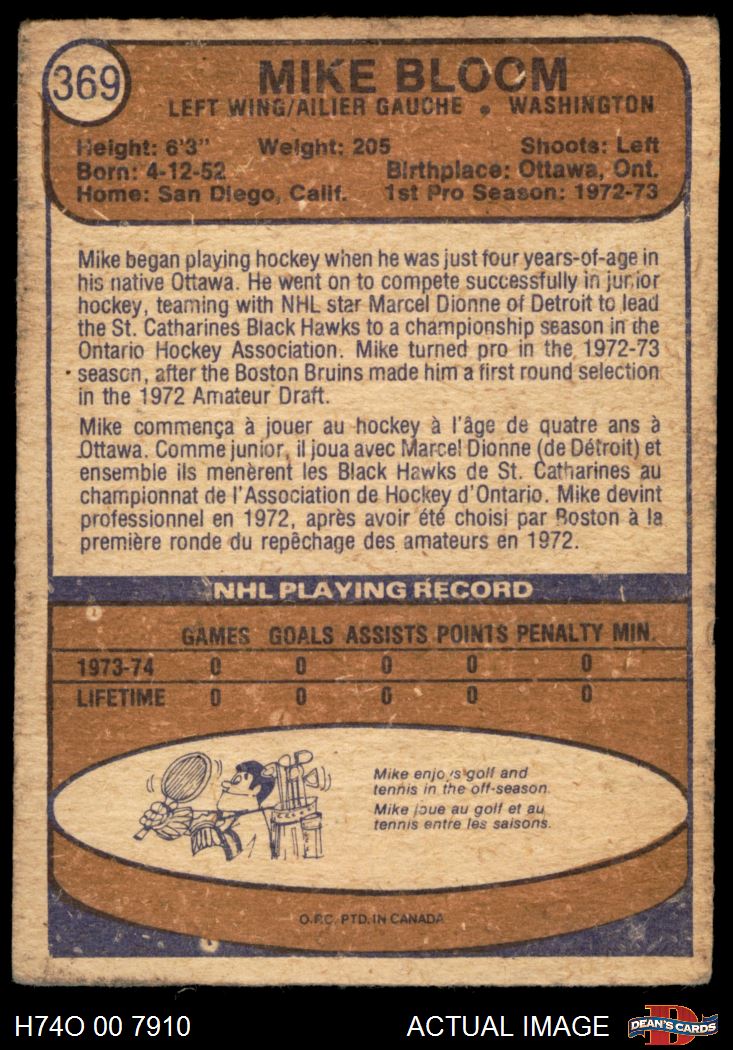 369
MIKE BLOOM
LEFT WING/AILIER GAUCHE • WASHINGTON
Height: 6'3" Weight: 205 Shoots: Left
Born: 4-12-52 Birthplace: Ottawa, Ont.
Home: San Diego, Calif. 1st Pro Season: 1972-73
Mike began playing hockey when he was just four years-of-age in
his native Ottawa. He went on to compete successfully in junior
hockey, teaming with NHL star Marcel Dionne of Detroit to lead
the St. Catharines Black Hawks to a championship season in the
Ontario Hockey Association. Mike turned pro in the 1972-73
season, after the Boston Bruins made him a first round selection
in the 1972 Amateur Draft.
Mike commença à jouer au hockey à l'âge de quatre ans à
Ottawa. Comme junior, il joua avec Marcel Dionne (de Détroit) et
ensemble ils menèrent les Black Hawks de St. Catharines au
championnat de l'Association de Hockey d'Ontario. Mike devint
professionnel en 1972, après avoir été choisi par Boston à la
première ronde du repêchage des amateurs en 1972.
NHL PLAYING RECORD
GAMES GOALS ASSISTS POINTS PENALTY MIN.
1973-74 0 0 0 0 0
LIFETIME 0 0 0 0 0
Mike enjoys golf and
tennis in the off-season.
Mike joue au golf et au
tennis entre les saisons.
O.P.C. PTD. IN CANADA
H74O 00 7910 ACTUAL IMAGE DEAN'S CARDS